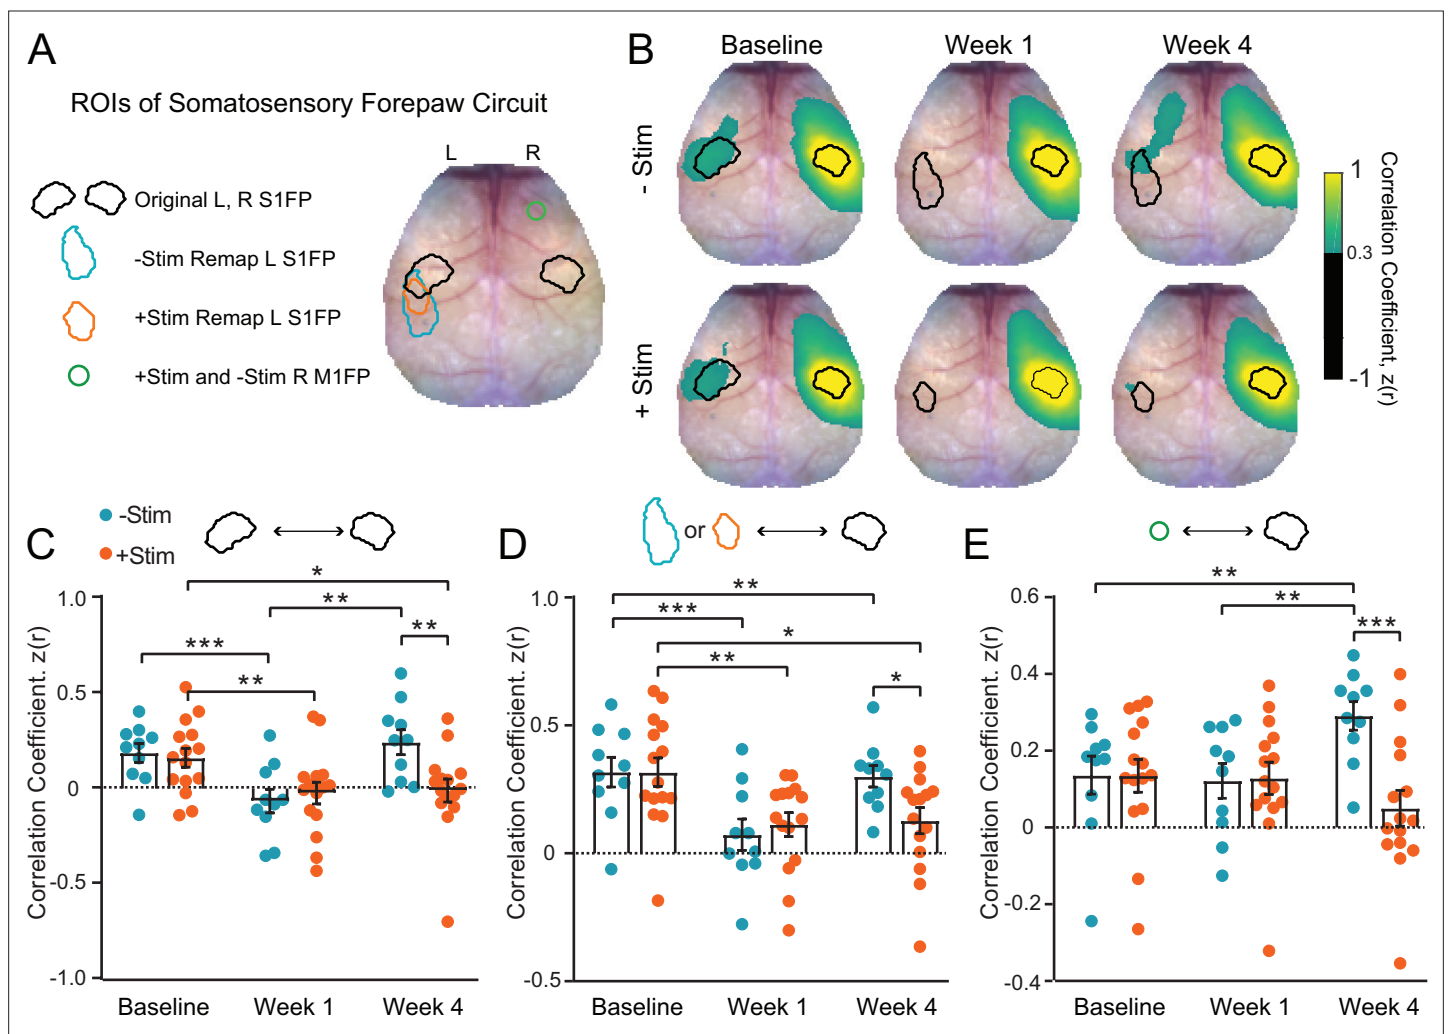 A
ROIs of Somatosensory Forepaw Circuit
L R
Original L, R S1FP
-Stim Remap L S1FP
+Stim Remap L S1FP
+Stim and -Stim R M1FP
B
Baseline Week 1 Week 4
- Stim
+ Stim
1
0.3
-1
Correlation Coefficient, z(r)
C
-Stim
+Stim
*
**
**
***
**
1.0
0.5
0
-0.5
-1.0
Correlation Coefficient. z(r)
Baseline Week 1 Week 4
D
or
**
***
*
**
*
1.0
0.5
0
-0.5
Correlation Coefficient. z(r)
Baseline Week 1 Week 4
E
**
**
***
0.6
0.4
0.2
0
-0.2
-0.4
Correlation Coefficient. z(r)
Baseline Week 1 Week 4